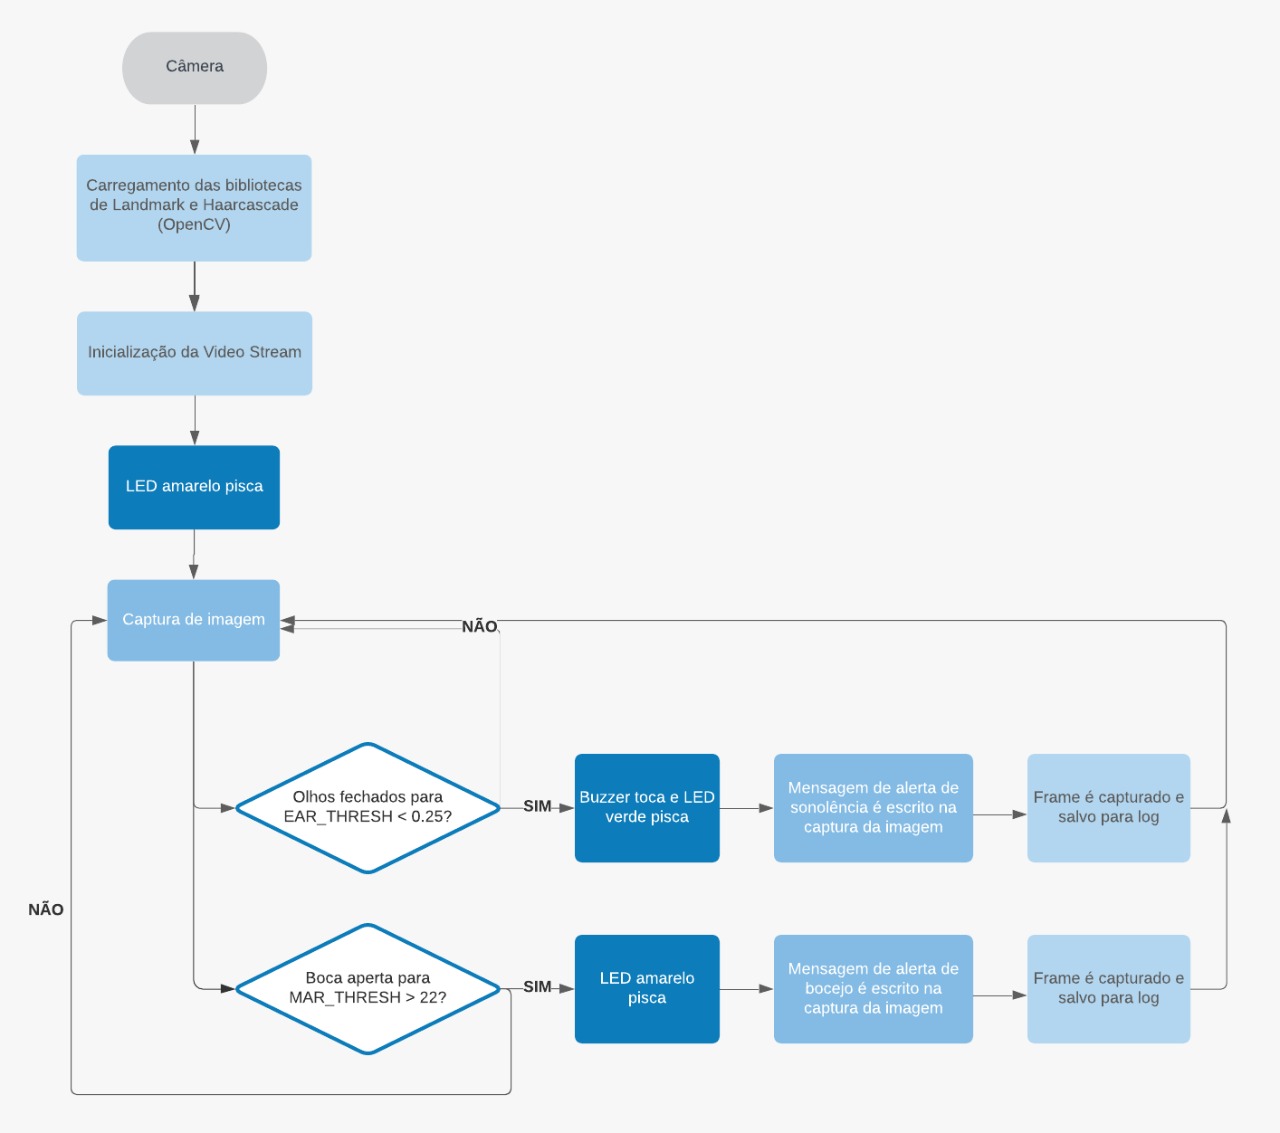 Câmera
Carregamento das bibliotecas
de Landmark e Haarcascade
(OpenCV)
Inicialização da Video Stream
LED amarelo pisca
Captura de imagem
NÃO
Olhos fechados para
EAR_THRESH < 0.25?
SIM
Buzzer toca e LED
verde pisca
Mensagem de alerta de
sonolência é escrito na
captura da imagem
Frame é capturado e
salvo para log
NÃO
Boca aperta para
MAR_THRESH > 22?
SIM
LED amarelo
pisca
Mensagem de alerta de
bocejo é escrito na
captura da imagem
Frame é capturado e
salvo para log